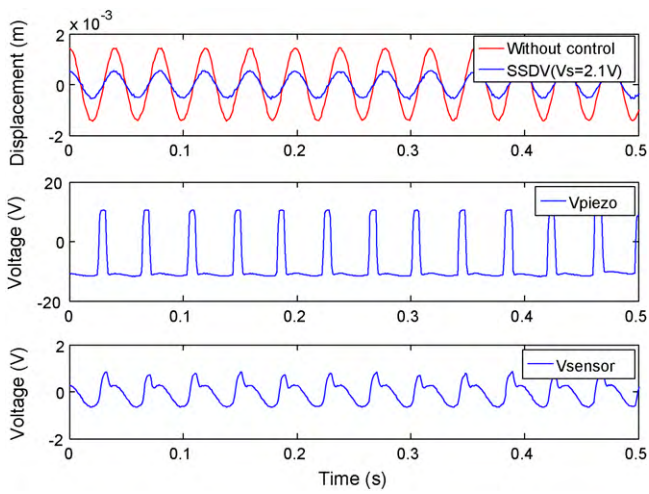 x 10⁻³
Displacement (m)
2
0
-2
Without control
SSDV(Vs=2.1V)
0 0.1 0.2 0.3 0.4 0.5
Voltage (V)
20
0
-20
Vpiezo
0 0.1 0.2 0.3 0.4 0.5
Voltage (V)
2
0
-2
Vsensor
0 0.1 0.2 0.3 0.4 0.5
Time (s)